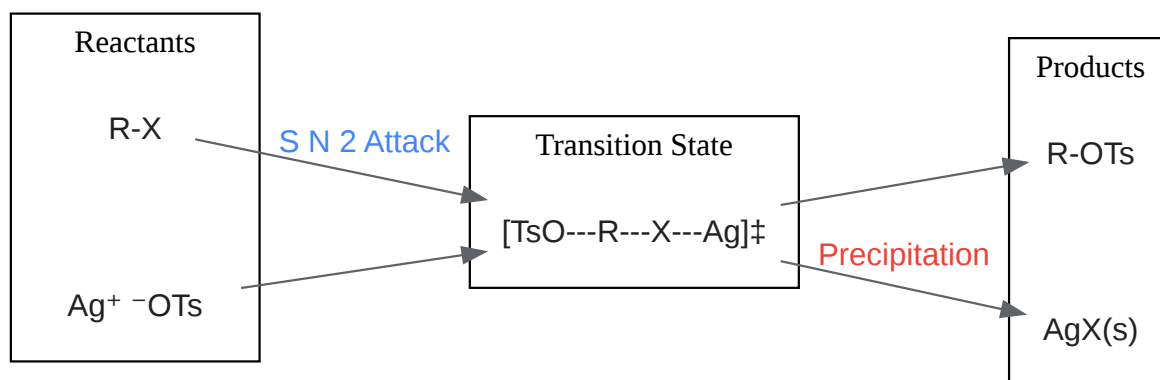 Reactants
R-X
Ag⁺ ⁻OTs
S N 2 Attack
Transition State
[TsO---R---X---Ag]‡
Precipitation
Products
R-OTs
AgX(s)